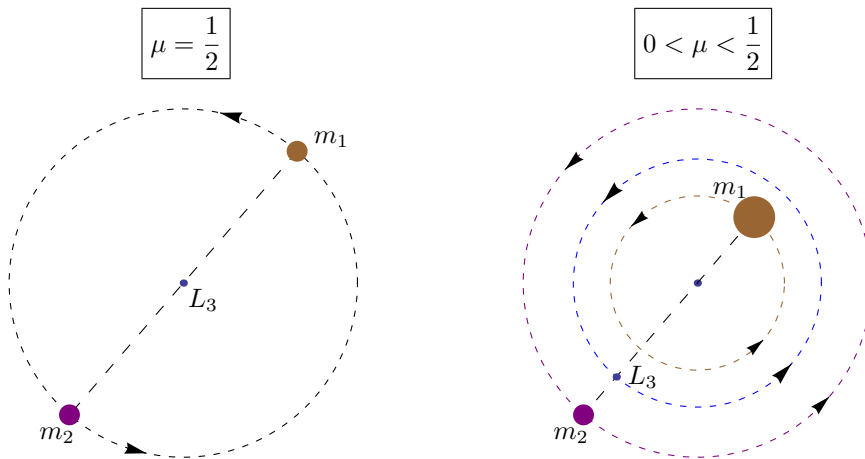 μ = 1/2
0 < μ < 1/2
m₁
m₁
L₃
L₃
m₂
m₂